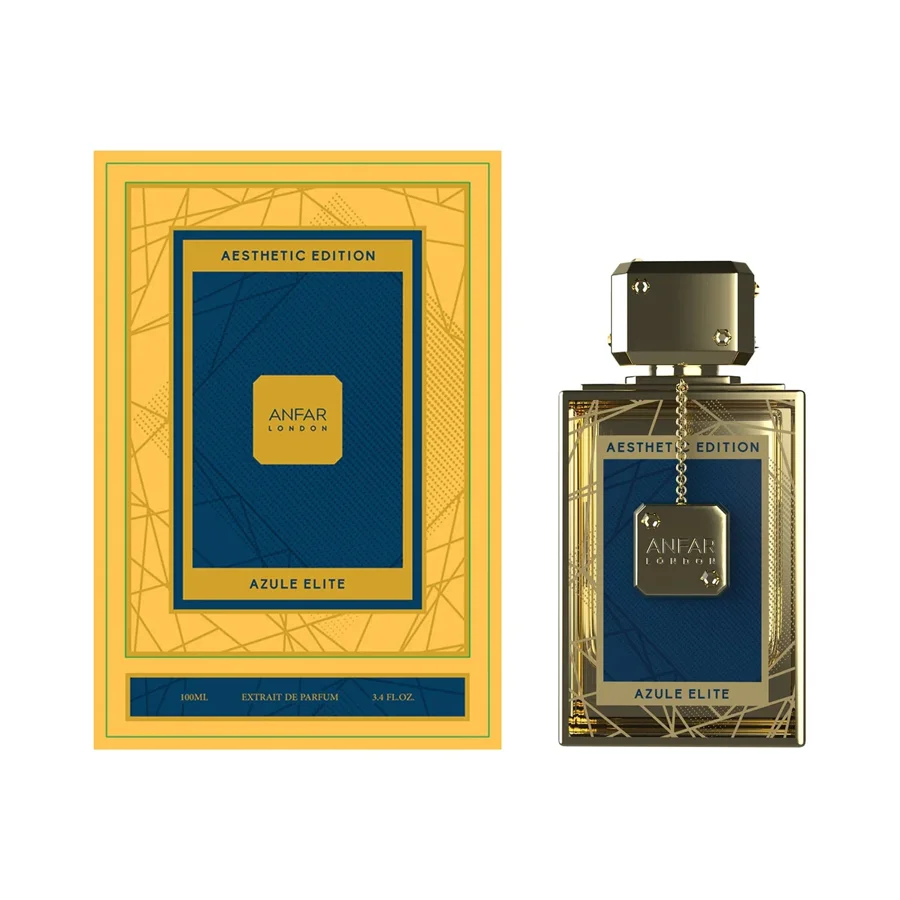 AESTHETIC EDITION
ANFAR
LONDON
AZULE ELITE
100ML EXTRAIT DE PARFUM 3.4 FL.OZ.
AESTHETIC EDITION
ANFAR
LONDON
AZULE ELITE